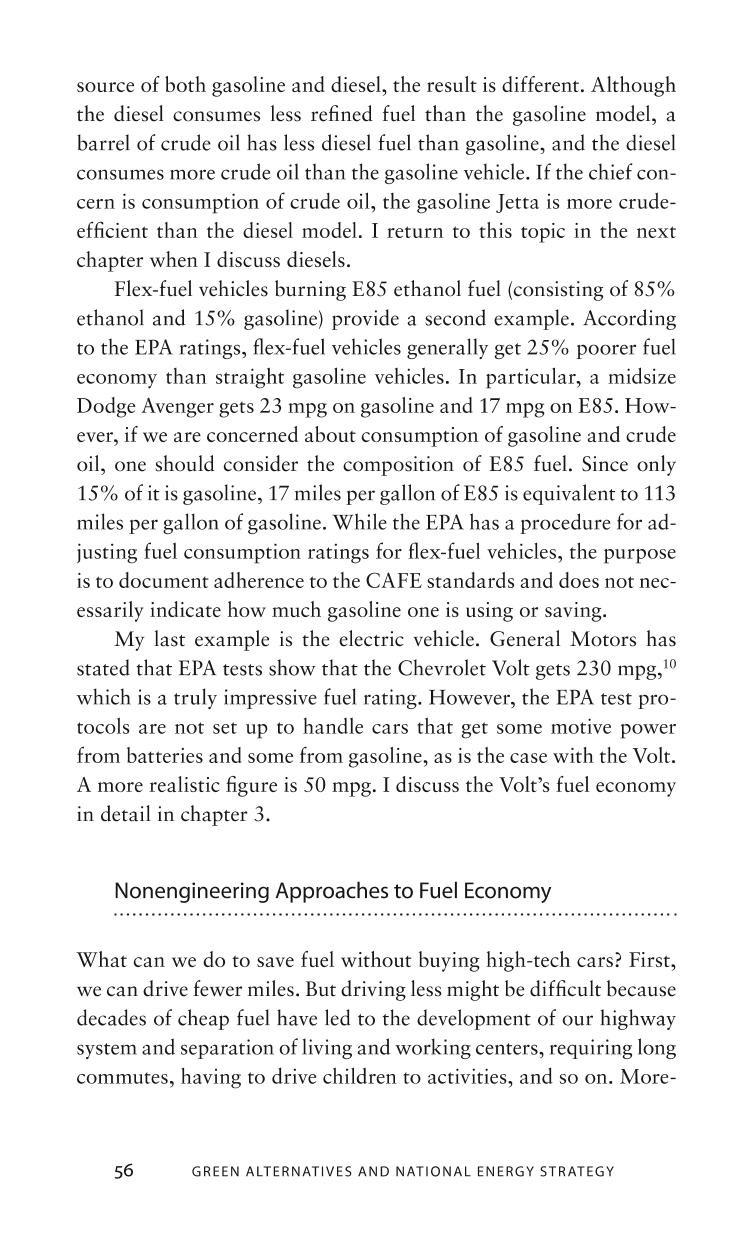 source of both gasoline and diesel, the result is different. Although
the diesel consumes less refined fuel than the gasoline model, a
barrel of crude oil has less diesel fuel than gasoline, and the diesel
consumes more crude oil than the gasoline vehicle. If the chief con-
cern is consumption of crude oil, the gasoline Jetta is more crude-
efficient than the diesel model. I return to this topic in the next
chapter when I discuss diesels.
Flex-fuel vehicles burning E85 ethanol fuel (consisting of 85%
ethanol and 15% gasoline) provide a second example. According
to the EPA ratings, flex-fuel vehicles generally get 25% poorer fuel
economy than straight gasoline vehicles. In particular, a midsize
Dodge Avenger gets 23 mpg on gasoline and 17 mpg on E85. How-
ever, if we are concerned about consumption of gasoline and crude
oil, one should consider the composition of E85 fuel. Since only
15% of it is gasoline, 17 miles per gallon of E85 is equivalent to 113
miles per gallon of gasoline. While the EPA has a procedure for ad-
justing fuel consumption ratings for flex-fuel vehicles, the purpose
is to document adherence to the CAFE standards and does not nec-
essarily indicate how much gasoline one is using or saving.
My last example is the electric vehicle. General Motors has
stated that EPA tests show that the Chevrolet Volt gets 230 mpg,10
which is a truly impressive fuel rating. However, the EPA test pro-
tocols are not set up to handle cars that get some motive power
from batteries and some from gasoline, as is the case with the Volt.
A more realistic figure is 50 mpg. I discuss the Volt's fuel economy
in detail in chapter 3.
Nonengineering Approaches to Fuel Economy
What can we do to save fuel without buying high-tech cars? First,
we can drive fewer miles. But driving less might be difficult because
decades of cheap fuel have led to the development of our highway
system and separation of living and working centers, requiring long
commutes, having to drive children to activities, and so on. More-
56 GREEN ALTERNATIVES AND NATIONAL ENERGY STRATEGY